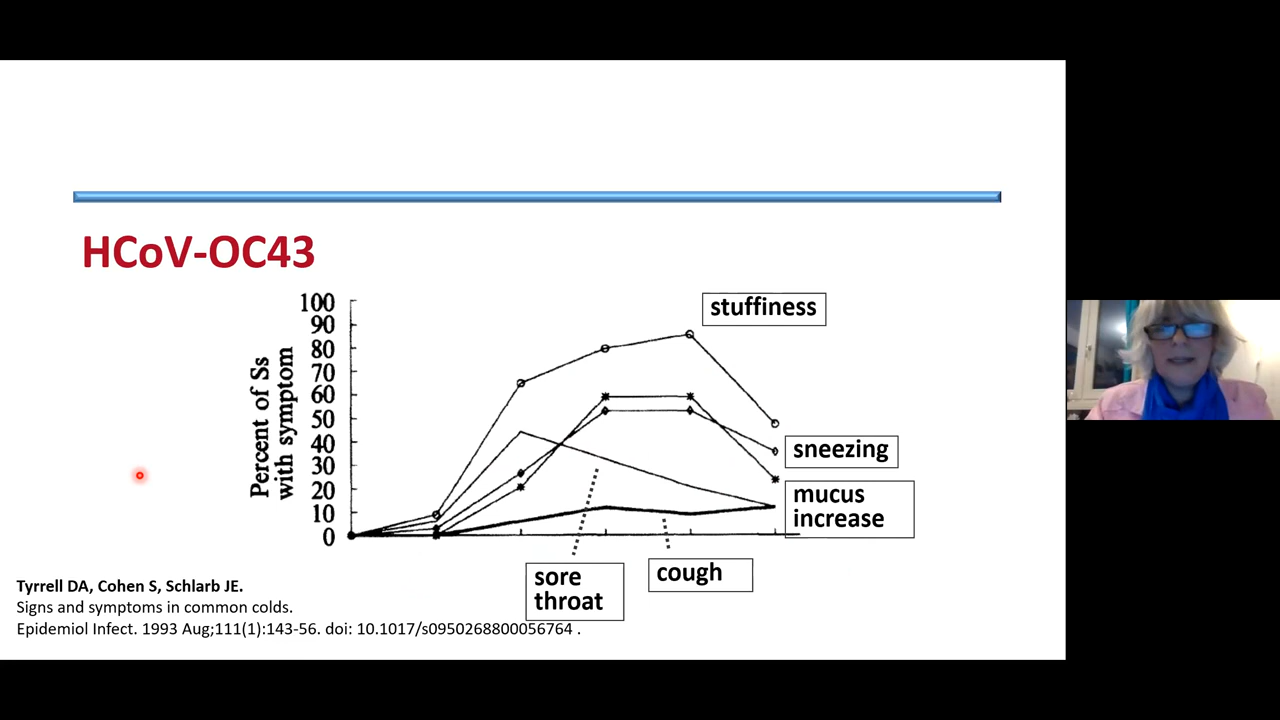 HCoV-OC43
100
90
80
70
60
50
40
30
20
10
0
Percent of Ss
with symptom
stuffiness
sneezing
mucus
increase
sore
throat
cough
Tyrrell DA, Cohen S, Schlarb JE.
Signs and symptoms in common colds.
Epidemiol Infect. 1993 Aug;111(1):143-56. doi: 10.1017/s0950268800056764 .